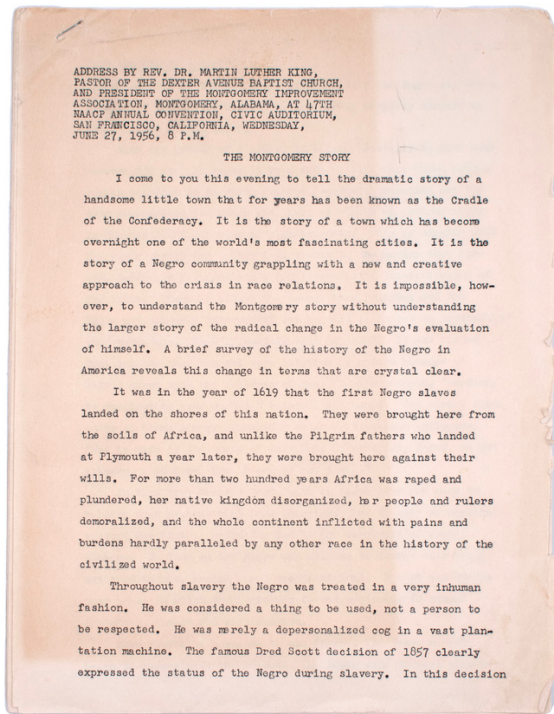 ADDRESS BY REV. DR. MARTIN LUTHER KING,
PASTOR OF THE DEXTER AVENUE BAPTIST CHURCH,
AND PRESIDENT OF THE MONTGOMERY IMPROVEMENT
ASSOCIATION, MONTGOMERY, ALABAMA, AT 47TH
NAACP ANNUAL CONVENTION, CIVIC AUDITORIUM,
SAN FRANCISCO, CALIFORNIA, WEDNESDAY,
JUNE 27, 1956, 8 P.M.
THE MONTGOMERY STORY
I come to you this evening to tell the dramatic story of a
handsome little town that for years has been known as the Cradle
of the Confederacy. It is the story of a town which has become
overnight one of the world's most fascinating cities. It is the
story of a Negro community grappling with a new and creative
approach to the crisis in race relations. It is impossible, how-
ever, to understand the Montgomery story without understanding
the larger story of the radical change in the Negro's evaluation
of himself. A brief survey of the history of the Negro in
America reveals this change in terms that are crystal clear.
It was in the year of 1619 that the first Negro slaves
landed on the shores of this nation. They were brought here from
the soils of Africa, and unlike the Pilgrim fathers who landed
at Plymouth a year later, they were brought here against their
wills. For more than two hundred years Africa was raped and
plundered, her native kingdom disorganized, her people and rulers
demoralized, and the whole continent inflicted with pains and
burdens hardly paralleled by any other race in the history of the
civilized world.
Throughout slavery the Negro was treated in a very inhuman
fashion. He was considered a thing to be used, not a person to
be respected. He was merely a depersonalized cog in a vast plan-
tation machine. The famous Dred Scott decision of 1857 clearly
expressed the status of the Negro during slavery. In this decision